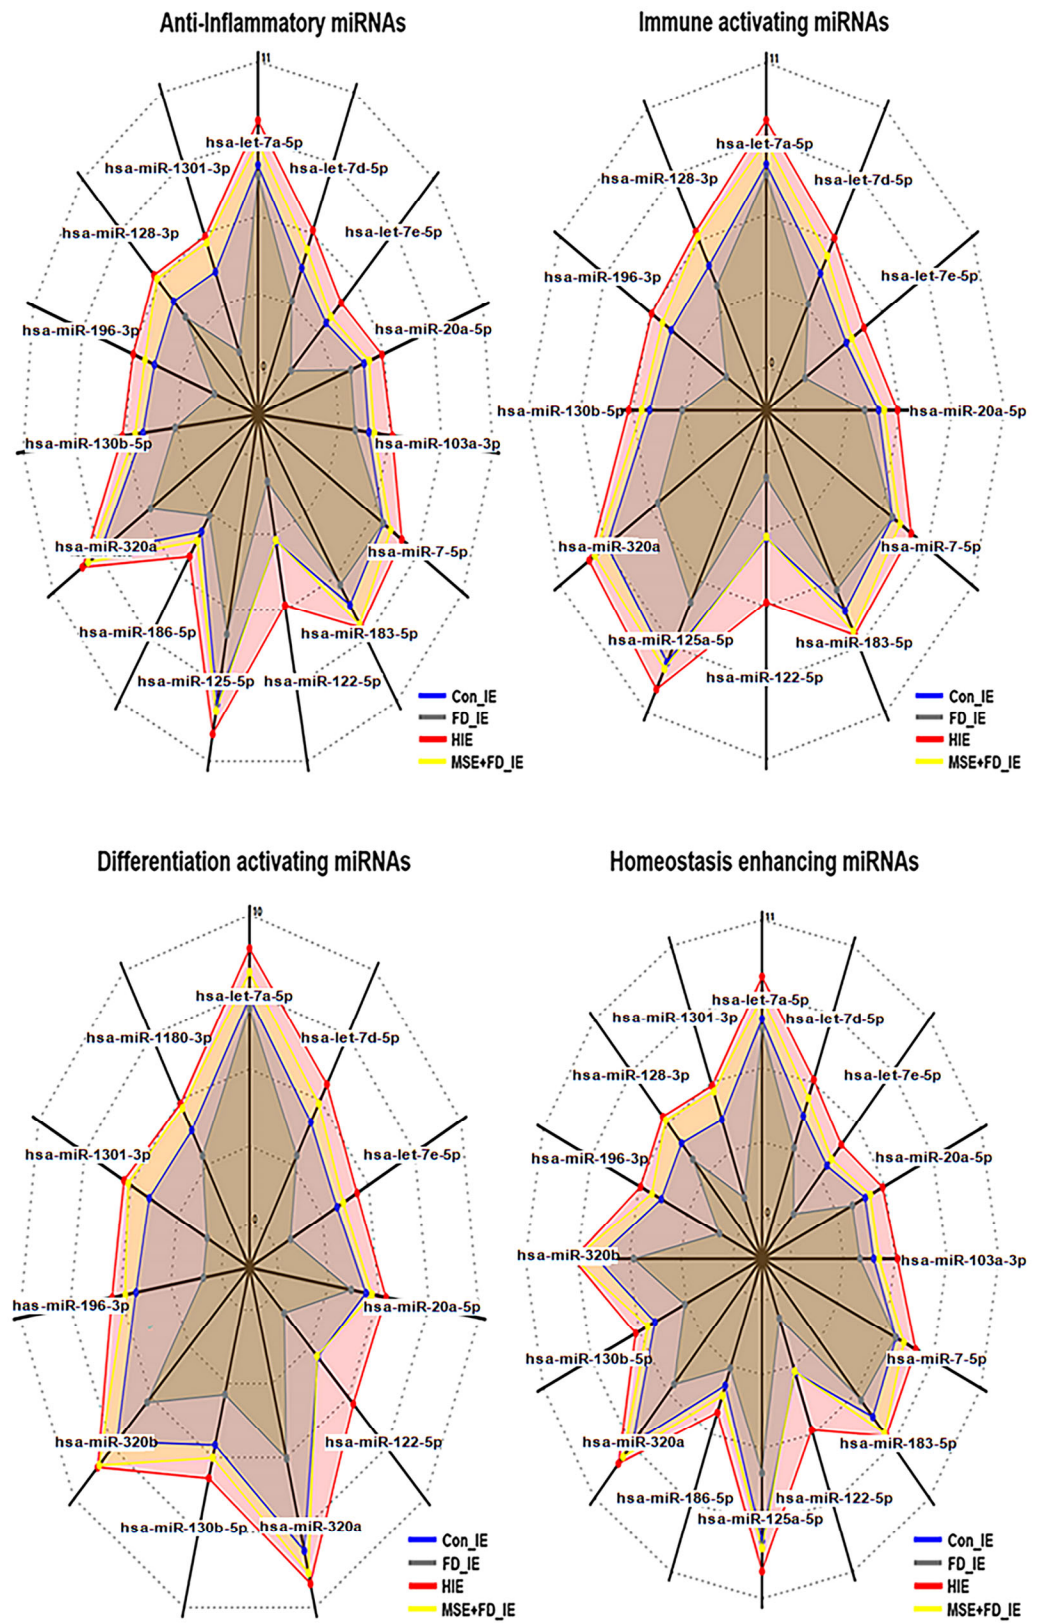 Anti-Inflammatory miRNAs
11
hsa-let-7a-5p
hsa-miR-1301-3p
hsa-let-7d-5p
hsa-miR-128-3p
hsa-let-7e-5p
hsa-miR-196-3p
hsa-miR-20a-5p
0
hsa-miR-130b-5p
hsa-miR-103a-3p
hsa-miR-320a
hsa-miR-7-5p
hsa-miR-186-5p
hsa-miR-183-5p
hsa-miR-125-5p
hsa-miR-122-5p
Con_IE
FD_IE
HIE
MSE+FD_IE
Immune activating miRNAs
11
hsa-let-7a-5p
hsa-miR-128-3p
hsa-let-7d-5p
hsa-miR-196-3p
hsa-let-7e-5p
0
hsa-miR-130b-5p
hsa-miR-20a-5p
hsa-miR-320a
hsa-miR-7-5p
hsa-miR-125a-5p
hsa-miR-183-5p
hsa-miR-122-5p
Con_IE
FD_IE
HIE
MSE+FD_IE
Differentiation activating miRNAs
10
hsa-let-7a-5p
hsa-miR-1180-3p
hsa-let-7d-5p
hsa-miR-1301-3p
hsa-let-7e-5p
0
has-miR-196-3p
hsa-miR-20a-5p
hsa-miR-320b
hsa-miR-122-5p
hsa-miR-130b-5p
hsa-miR-320a
Con_IE
FD_IE
HIE
MSE+FD_IE
Homeostasis enhancing miRNAs
11
hsa-let-7a-5p
hsa-miR-1301-3p
hsa-let-7d-5p
hsa-miR-128-3p
hsa-let-7e-5p
hsa-miR-196-3p
hsa-miR-20a-5p
0
hsa-miR-320b
hsa-miR-103a-3p
hsa-miR-130b-5p
hsa-miR-7-5p
hsa-miR-320a
hsa-miR-183-5p
hsa-miR-186-5p
hsa-miR-122-5p
hsa-miR-125a-5p
Con_IE
FD_IE
HIE
MSE+FD_IE